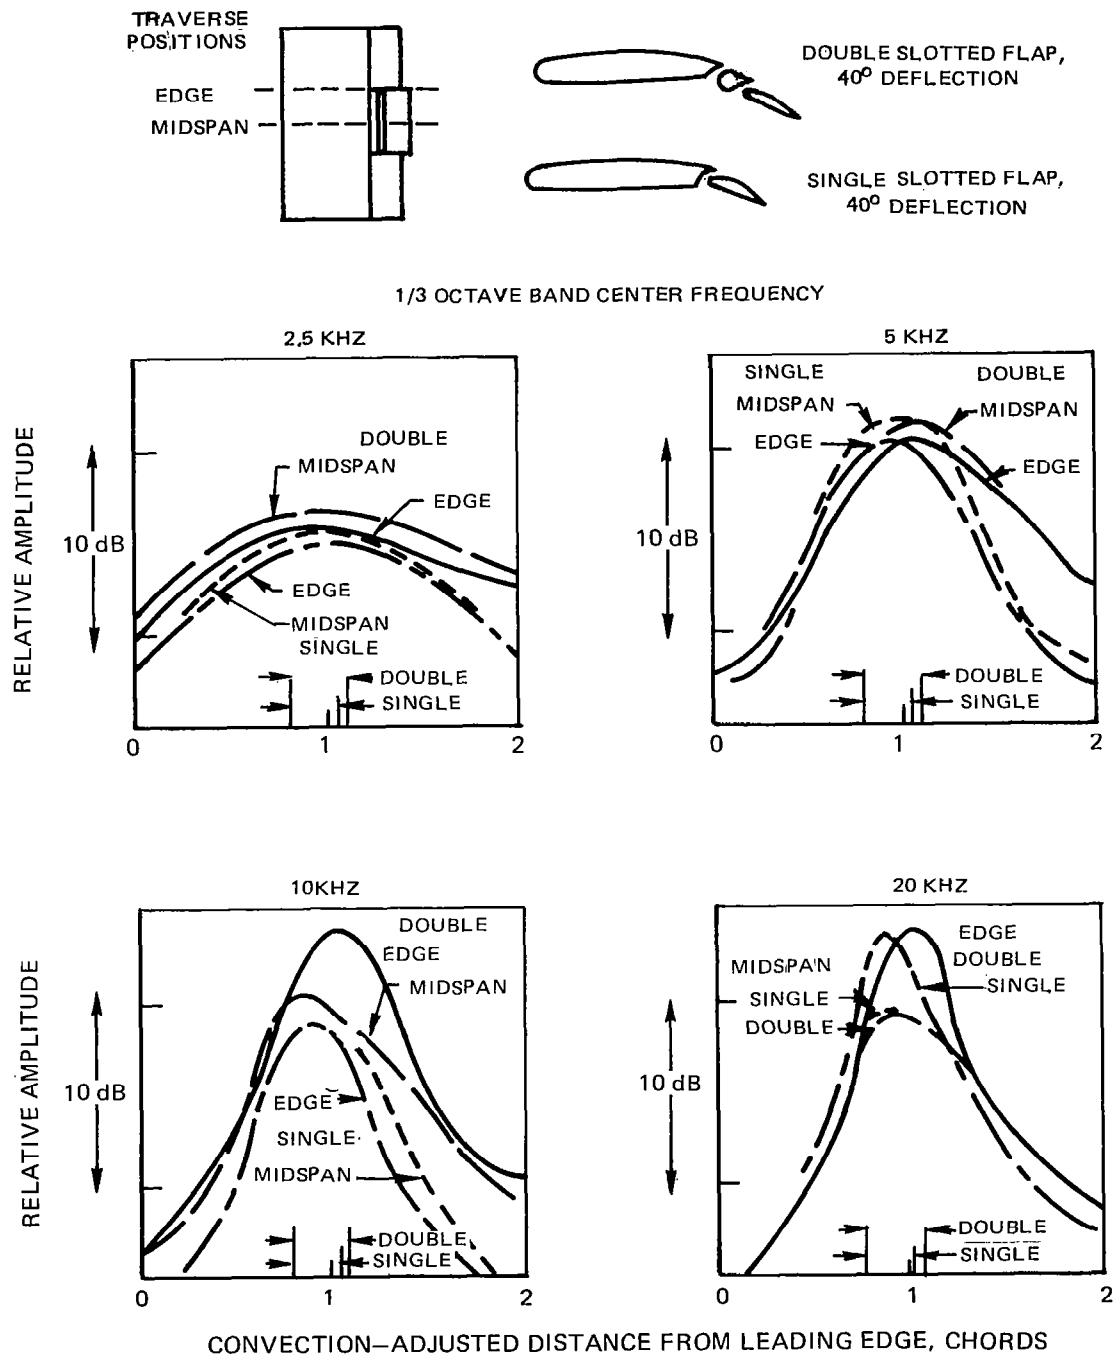 TRAVERSE
POSITIONS
EDGE
MIDSPAN
DOUBLE SLOTTED FLAP,
40° DEFLECTION
SINGLE SLOTTED FLAP,
40° DEFLECTION
1/3 OCTAVE BAND CENTER FREQUENCY
2.5 KHZ
RELATIVE AMPLITUDE
10 dB
DOUBLE
MIDSPAN
EDGE
EDGE
MIDSPAN
SINGLE
DOUBLE
SINGLE
0
1
2
5 KHZ
10 dB
SINGLE
DOUBLE
MIDSPAN
MIDSPAN
EDGE
EDGE
DOUBLE
SINGLE
0
1
2
10KHZ
RELATIVE AMPLITUDE
10 dB
DOUBLE
EDGE
MIDSPAN
EDGE
SINGLE
MIDSPAN
DOUBLE
SINGLE
0
1
2
20 KHZ
10 dB
EDGE
DOUBLE
SINGLE
MIDSPAN
SINGLE
DOUBLE
DOUBLE
SINGLE
0
1
2
CONVECTION—ADJUSTED DISTANCE FROM LEADING EDGE, CHORDS